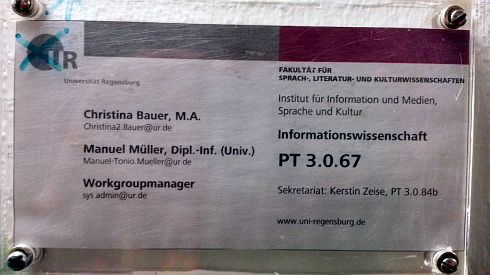 UR
Universität Regensburg
Christina Bauer, M.A.
Christina2.Bauer@ur.de
Manuel Müller, Dipl.-Inf. (Univ.)
Manuel-Tonio.Mueller@ur.de
Workgroupmanager
sys.admin@ur.de
FAKULTÄT FÜR
SPRACH-, LITERATUR- UND KULTURWISSENSCHAFTEN
Institut für Information und Medien,
Sprache und Kultur
Informationswissenschaft
PT 3.0.67
Sekretariat: Kerstin Zeise, PT 3.0.84b
www.uni-regensburg.de